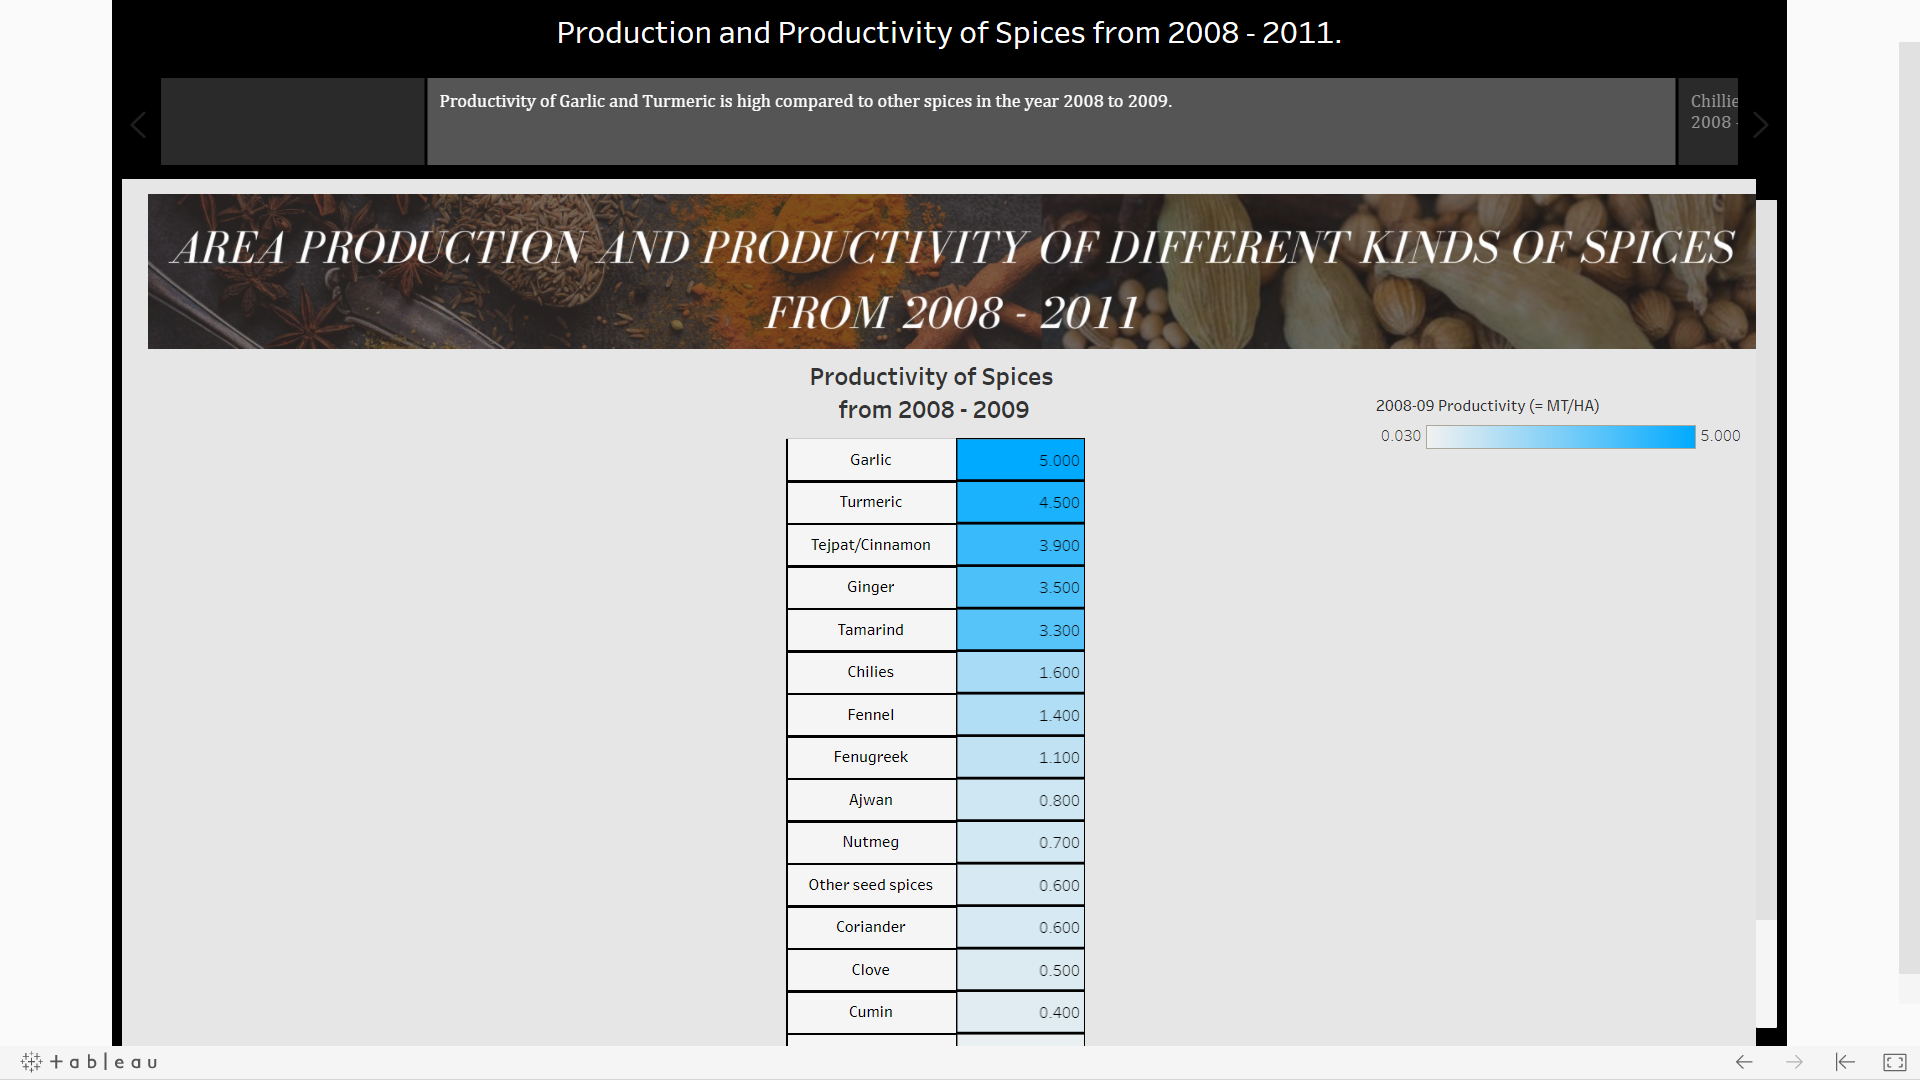 Production and Productivity of Spices from 2008 - 2011.
Productivity of Garlic and Turmeric is high compared to other spices in the year 2008 to 2009.
Chillie
2008 -
AREA PRODUCTION AND PRODUCTIVITY OF DIFFERENT KINDS OF SPICES
FROM 2008 - 2011
Productivity of Spices
from 2008 - 2009
2008-09 Productivity (= MT/HA)
0.030 5.000
Garlic 5.000
Turmeric 4.500
Tejpat/Cinnamon 3.900
Ginger 3.500
Tamarind 3.300
Chilies 1.600
Fennel 1.400
Fenugreek 1.100
Ajwan 0.800
Nutmeg 0.700
Other seed spices 0.600
Coriander 0.600
Clove 0.500
Cumin 0.400
+ a b l e a u